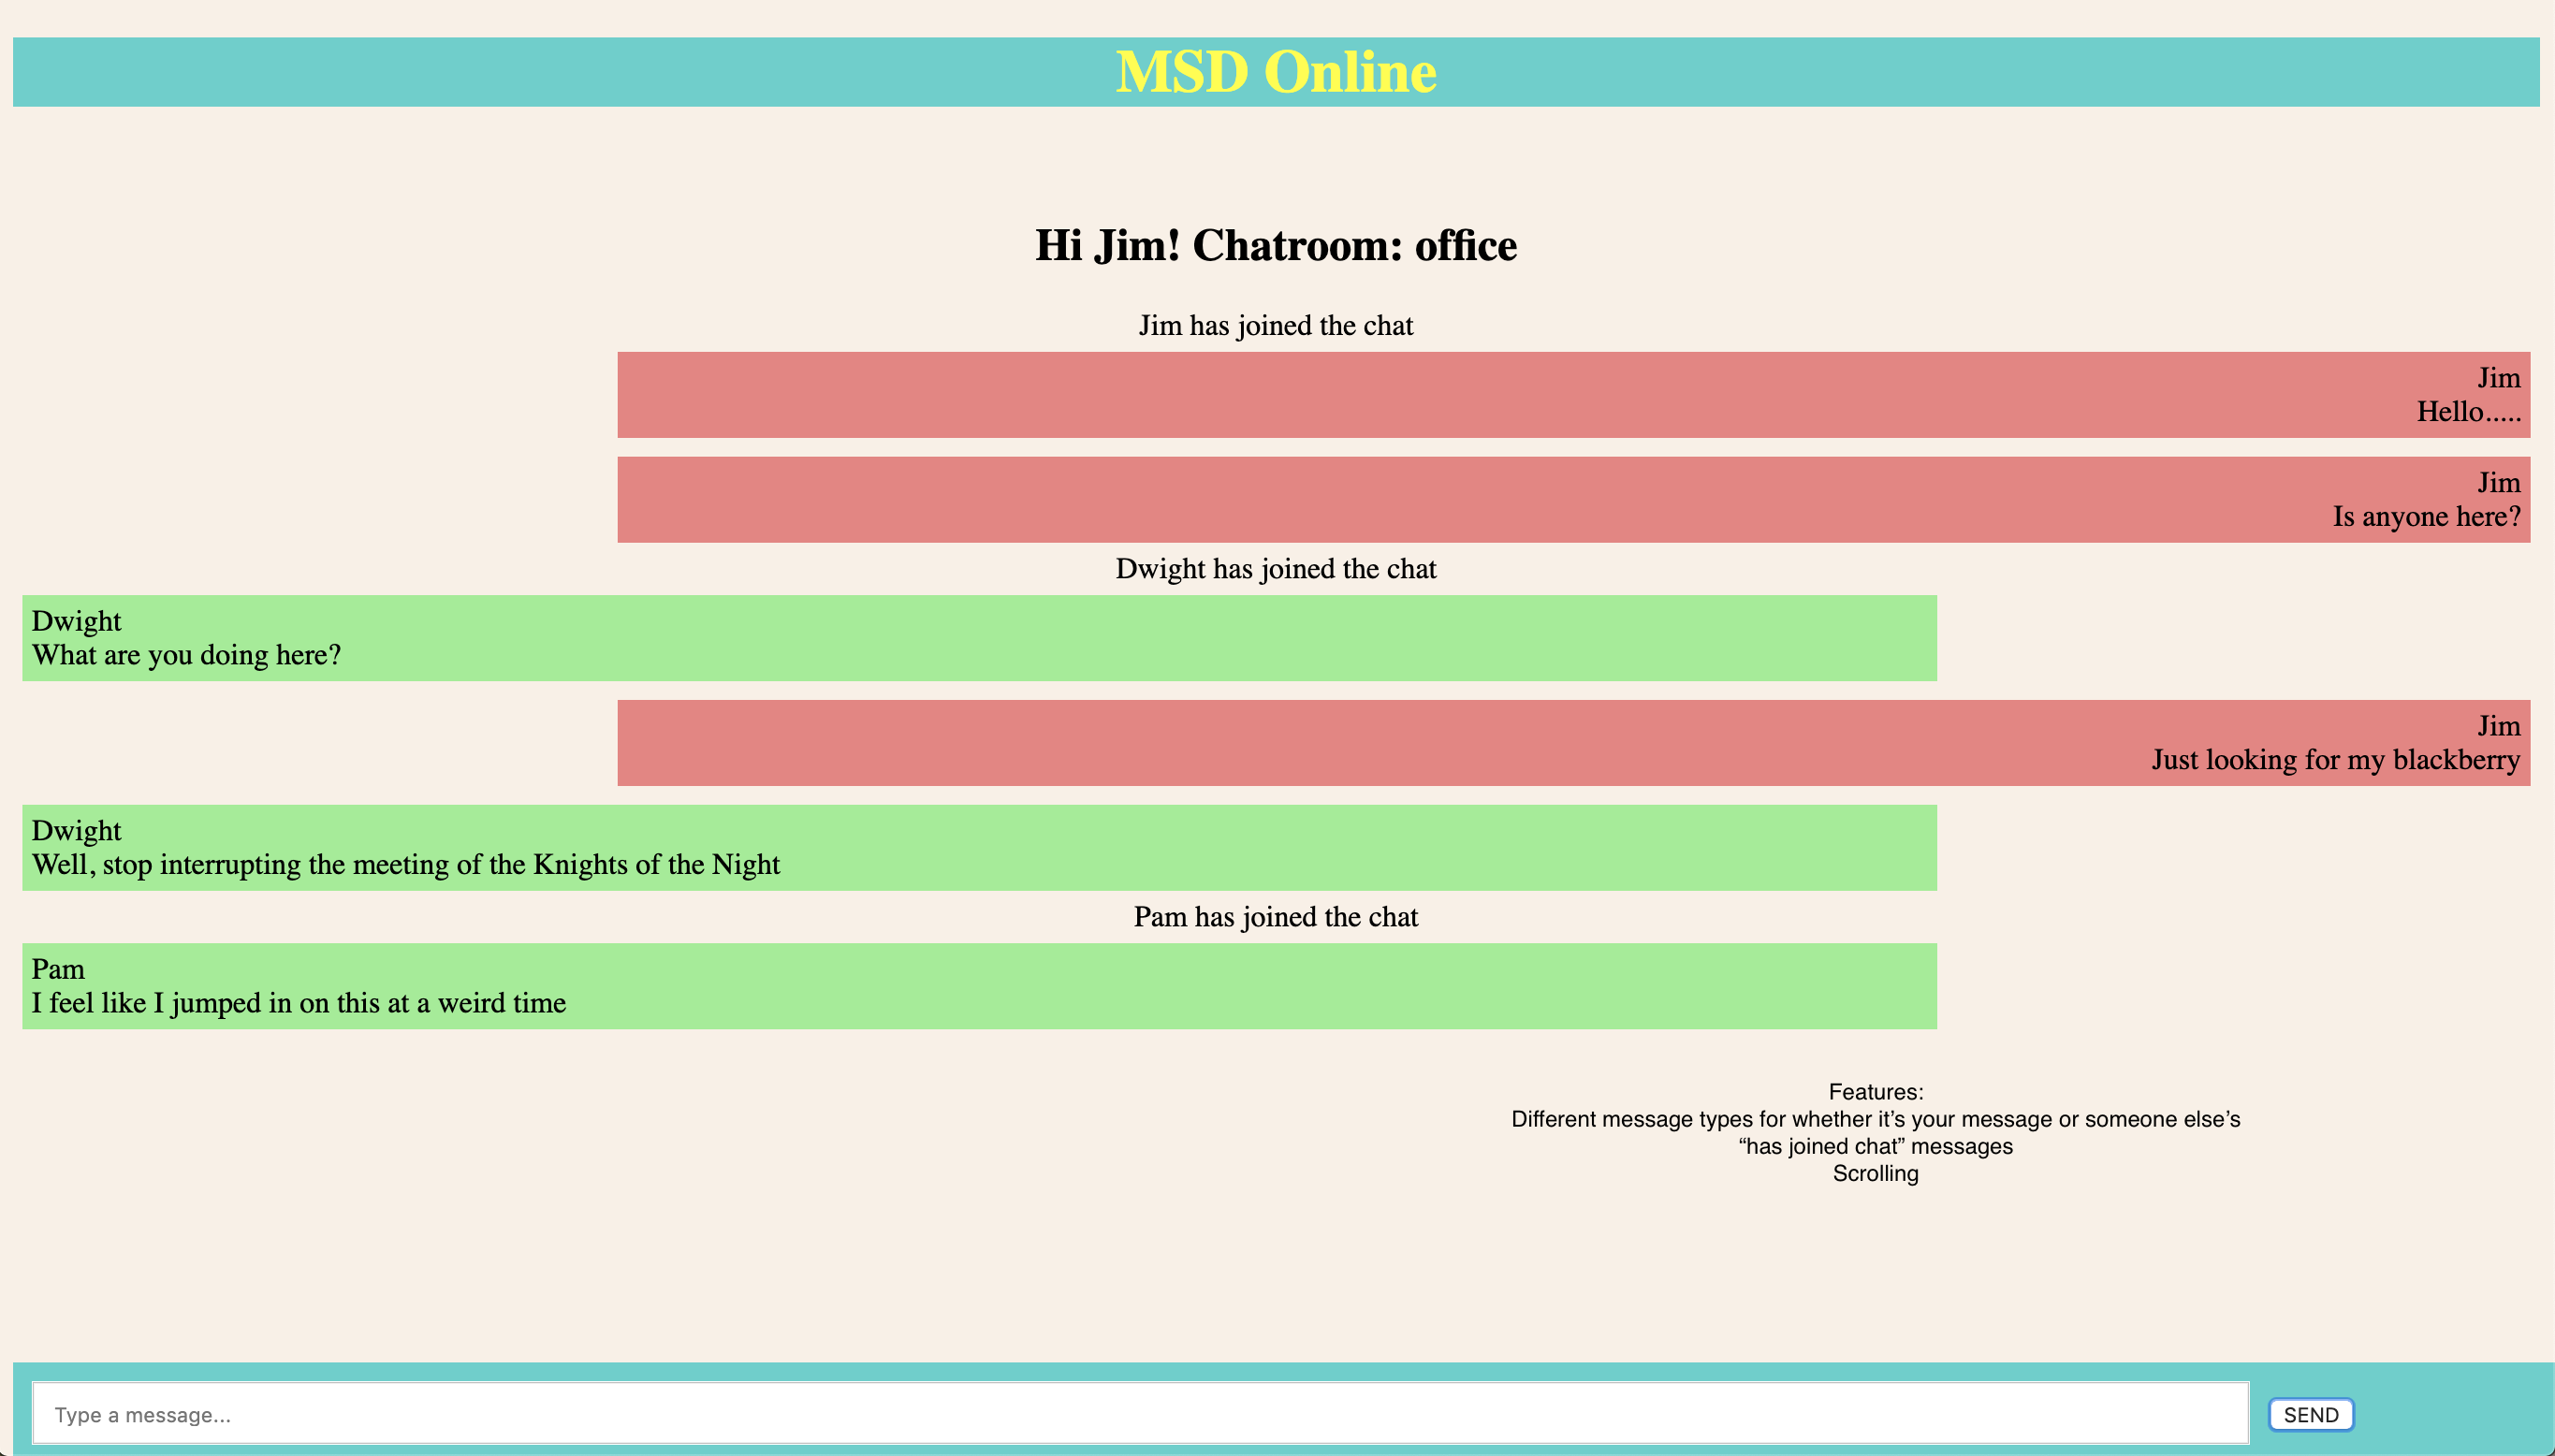 MSD Online
Hi Jim! Chatroom: office
Jim has joined the chat
Jim
Hello.....
Jim
Is anyone here?
Dwight has joined the chat
Dwight
What are you doing here?
Jim
Just looking for my blackberry
Dwight
Well, stop interrupting the meeting of the Knights of the Night
Pam has joined the chat
Pam
I feel like I jumped in on this at a weird time
Features:
Different message types for whether it’s your message or someone else’s
“has joined chat” messages
Scrolling
Type a message...
SEND